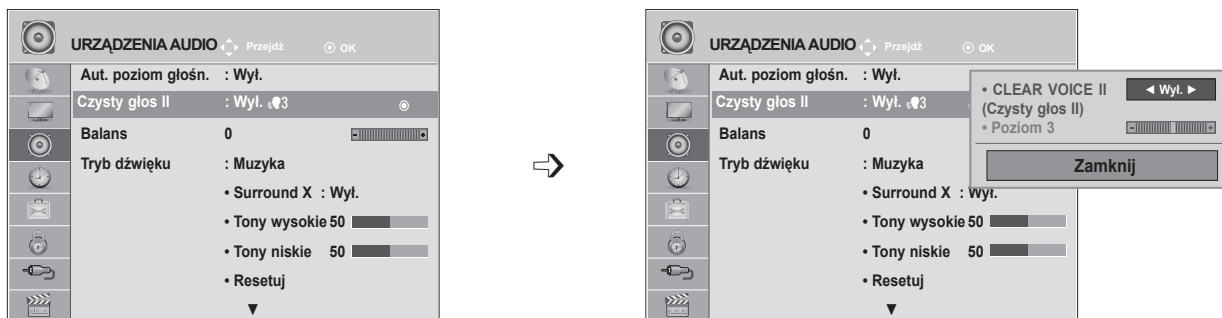 URZĄDZENIA AUDIO Przejdź OK
Aut. poziom głośn. : Wył.
Czysty głos II : Wył. 3
Balans 0
Tryb dźwięku : Muzyka
• Surround X : Wył.
• Tony wysokie 50
• Tony niskie 50
• Resetuj
▼
URZĄDZENIA AUDIO Przejdź OK
Aut. poziom głośn. : Wył.
Czysty głos II : Wył. 3
Balans 0
Tryb dźwięku : Muzyka
• Surround X : Wył.
• Tony wysokie 50
• Tony niskie 50
• Resetuj
▼
• CLEAR VOICE II ◄ Wył. ►
(Czysty głos II)
• Poziom 3
Zamknij